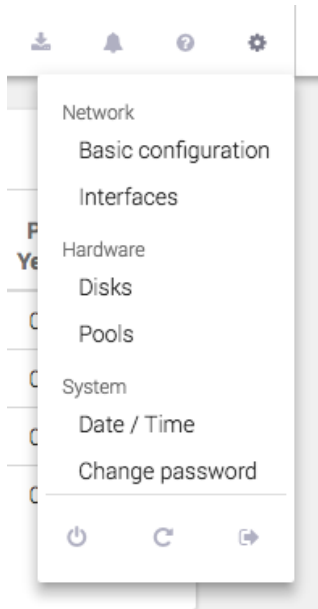 Network
Basic configuration
Interfaces
Hardware
Disks
Pools
System
Date / Time
Change password